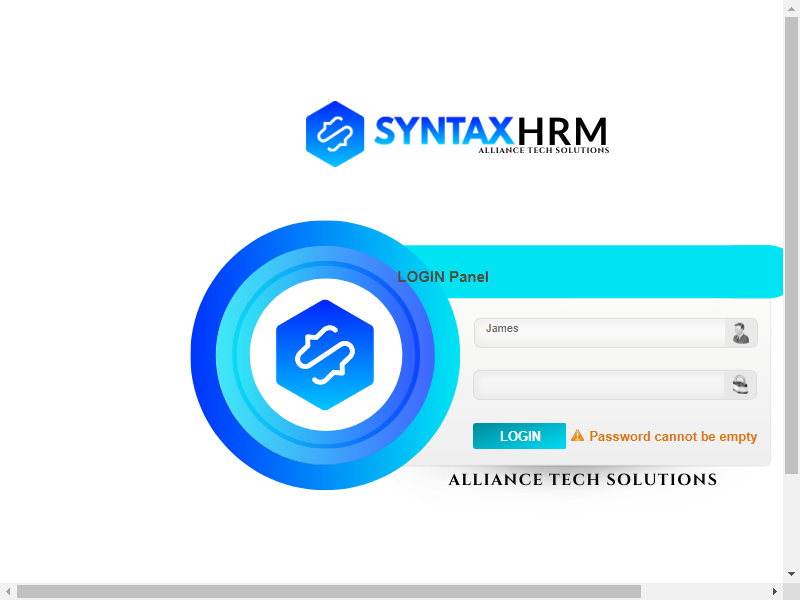 SYNTAXHRM
ALLIANCE TECH SOLUTIONS
LOGIN Panel
James
LOGIN
Password cannot be empty
ALLIANCE TECH SOLUTIONS